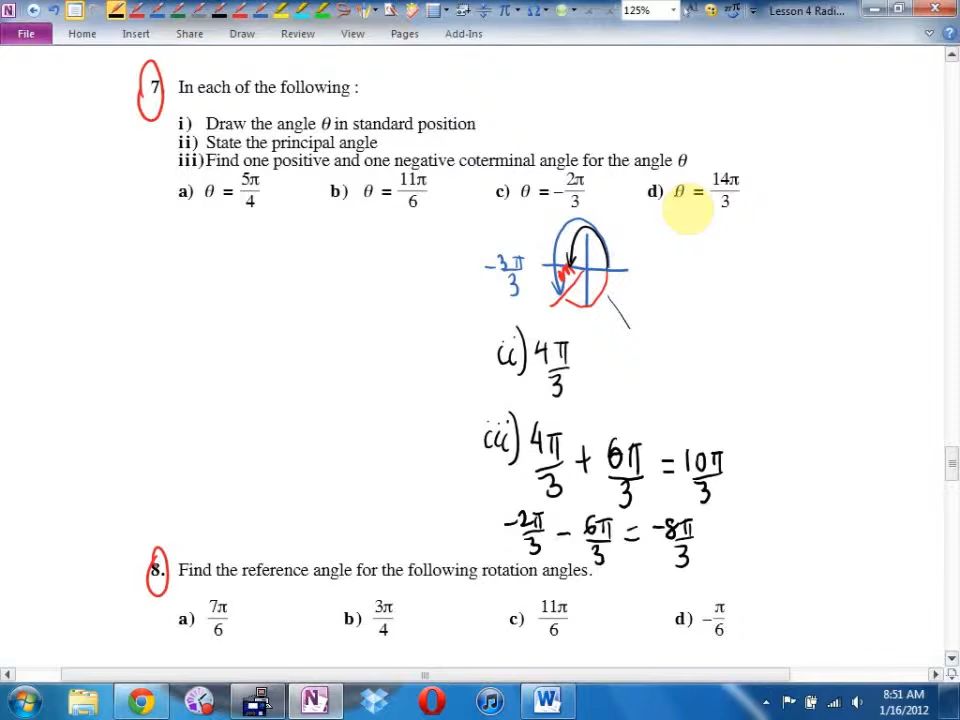 125% Lesson 4 Radi...
File Home Insert Share Draw Review View Pages Add-Ins
7 In each of the following :
i) Draw the angle θ in standard position
ii) State the principal angle
iii) Find one positive and one negative coterminal angle for the angle θ
a) θ = 5π/4 b) θ = 11π/6 c) θ = -2π/3 d) θ = 14π/3
-3π/3
ii) 4π/3
iii) 4π/3 + 6π/3 = 10π/3
-2π/3 - 6π/3 = -8π/3
8. Find the reference angle for the following rotation angles.
a) 7π/6 b) 3π/4 c) 11π/6 d) -π/6
8:51 AM
1/16/2012